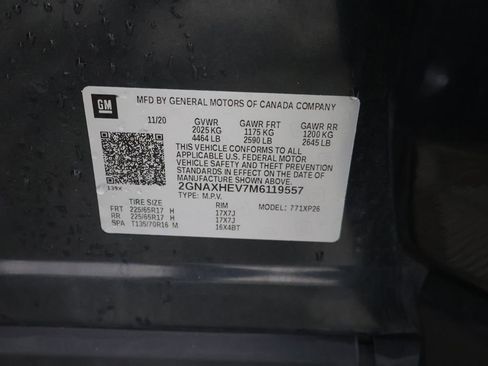 GM
MFD BY GENERAL MOTORS OF CANADA COMPANY
11/20 GVWR GAWR FRT GAWR RR
2025 KG 1175 KG 1200 KG
4464 LB 2590 LB 2645 LB
THIS VEHICLE CONFORMS TO ALL
APPLICABLE U.S. FEDERAL MOTOR
VEHICLE SAFETY AND THEFT PREVENTION
STANDARDS IN EFFECT ON THE DATE OF
MANUFACTURE SHOWN ABOVE.
139X 2GNAXHEV7M6119557
TYPE: M.P.V. MODEL: 771XP26
TIRE SIZE RIM
FRT 225/65R17 H 17X7J
RR 225/65R17 H 17X7J
SPA T135/70R16 M 16X4BT